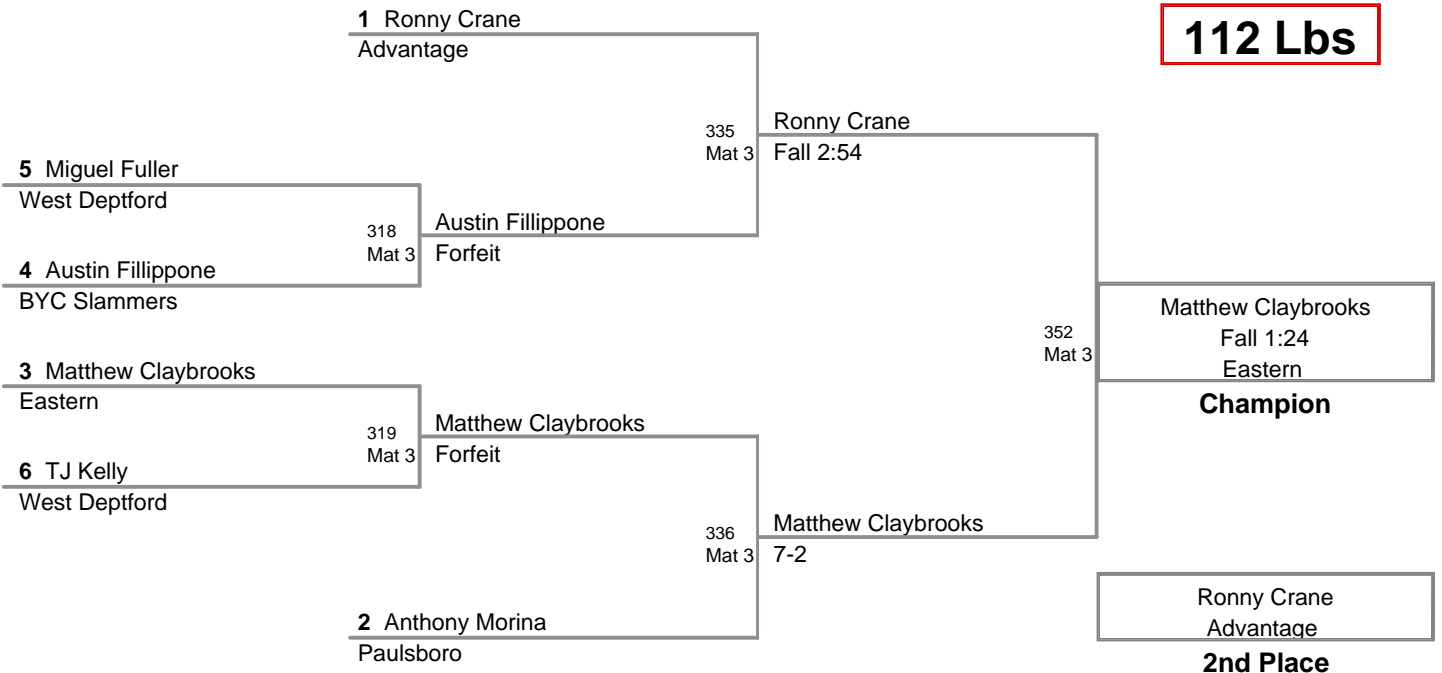 112 Lbs
1 Ronny Crane
Advantage
335
Mat 3
Ronny Crane
Fall 2:54
5 Miguel Fuller
West Deptford
318
Mat 3
Austin Fillippone
Forfeit
4 Austin Fillippone
BYC Slammers
352
Mat 3
Matthew Claybrooks
Fall 1:24
Eastern
Champion
3 Matthew Claybrooks
Eastern
319
Mat 3
Matthew Claybrooks
Forfeit
6 TJ Kelly
West Deptford
336
Mat 3
Matthew Claybrooks
7-2
2 Anthony Morina
Paulsboro
Ronny Crane
Advantage
2nd Place